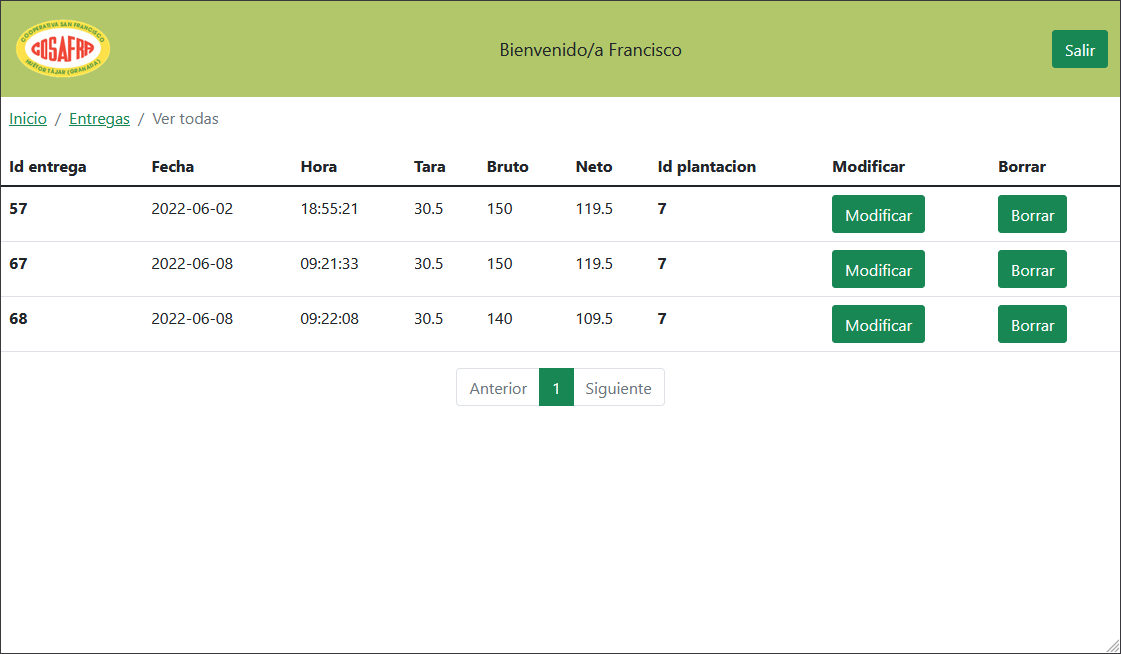 COOPERATIVA SAN FRANCISCO
COSAFRA
HUÉTOR TÁJAR (GRANADA)
Bienvenido/a Francisco
Salir
Inicio / Entregas / Ver todas
Id entrega Fecha Hora Tara Bruto Neto Id plantacion Modificar Borrar
57 2022-06-02 18:55:21 30.5 150 119.5 7 Modificar Borrar
67 2022-06-08 09:21:33 30.5 150 119.5 7 Modificar Borrar
68 2022-06-08 09:22:08 30.5 140 109.5 7 Modificar Borrar
Anterior 1 Siguiente